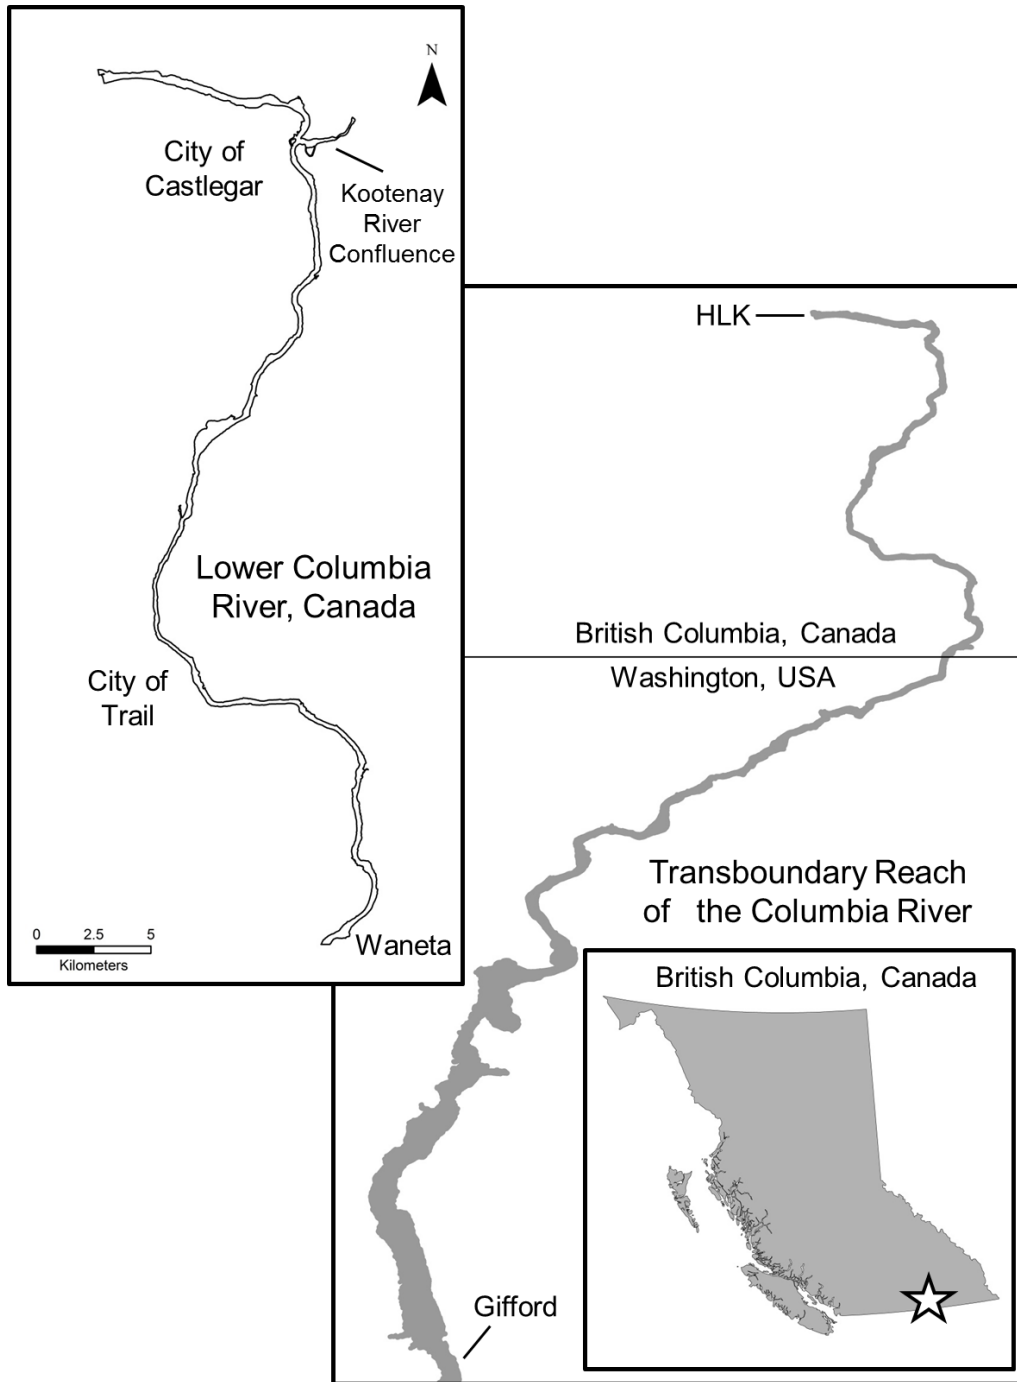 N
City of
Castlegar
Kootenay
River
Confluence
Lower Columbia
River, Canada
City of
Trail
Waneta
0 2.5 5
Kilometers
HLK
British Columbia, Canada
Washington, USA
Transboundary Reach
of the Columbia River
Gifford
British Columbia, Canada